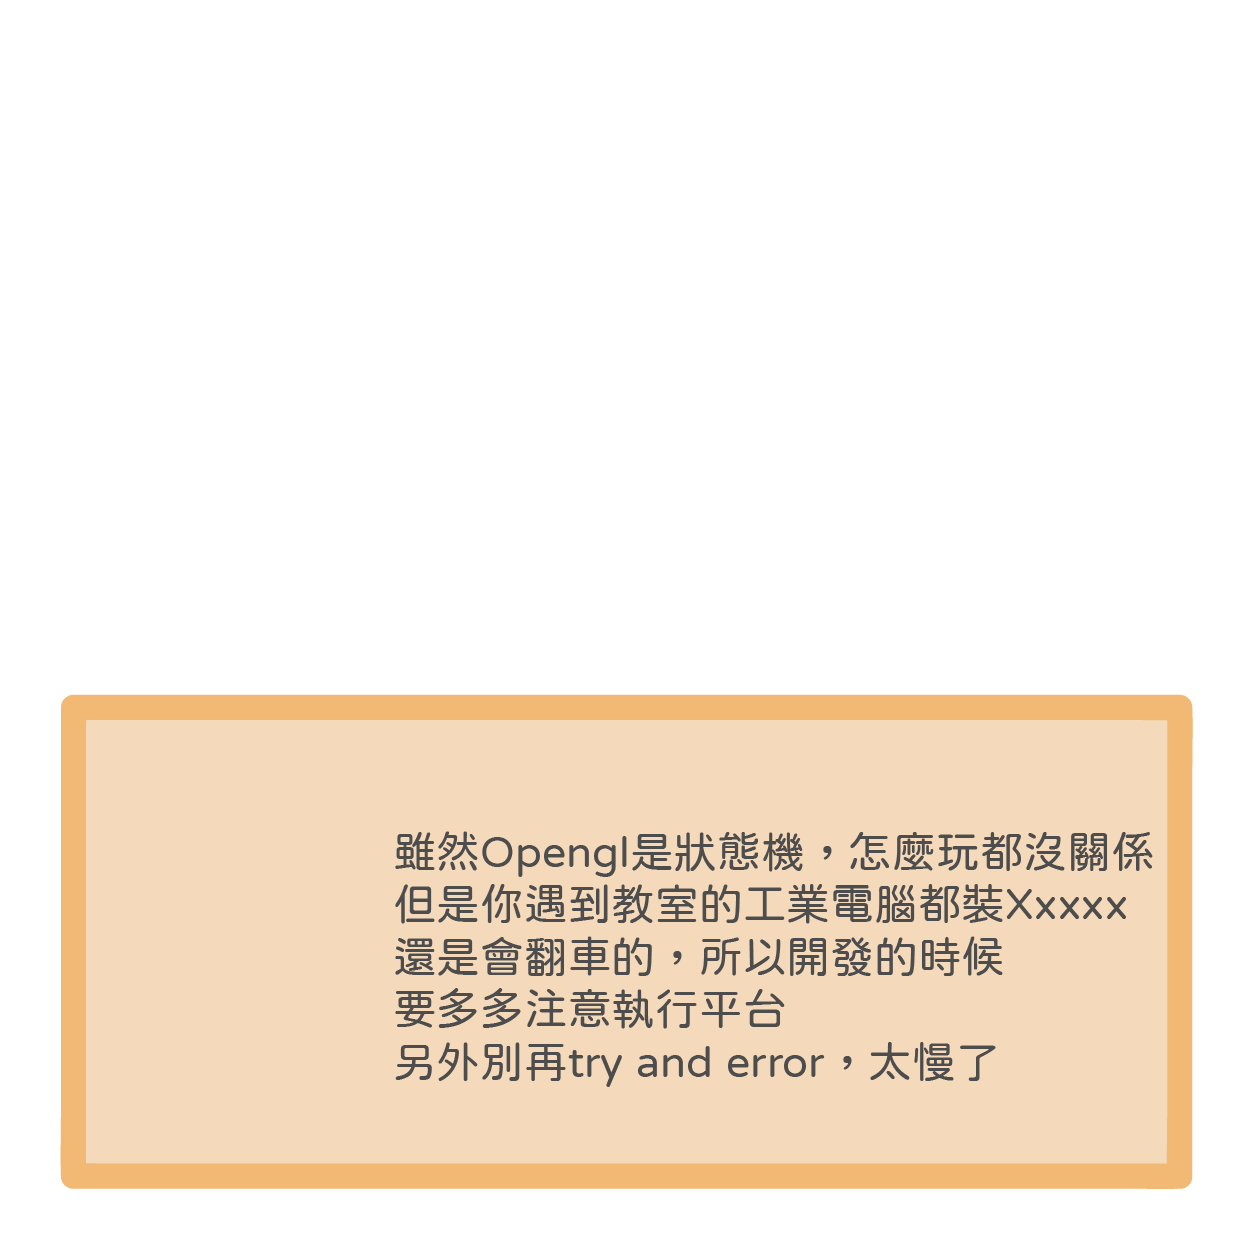 雖然Opengl是狀態機，怎麼玩都沒關係
但是你遇到教室的工業電腦都裝Xxxxx
還是會翻車的，所以開發的時候
要多多注意執行平台
另外別再try and error，太慢了